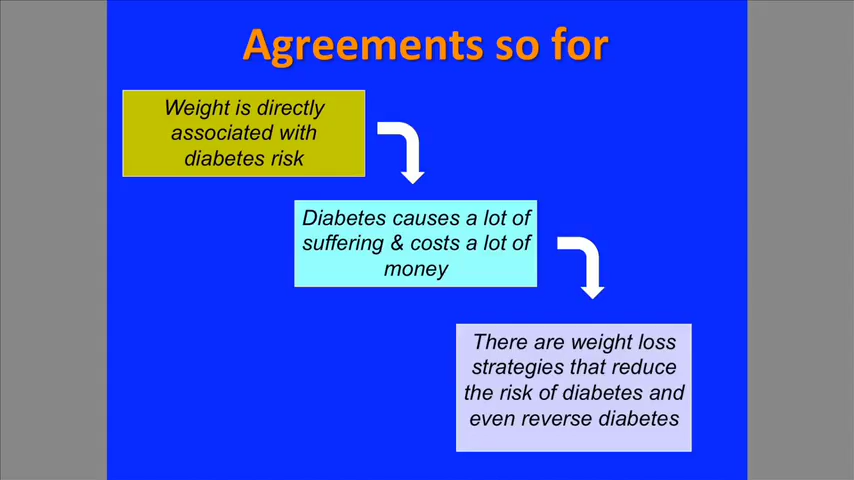 Agreements so for
Weight is directly
associated with
diabetes risk
Diabetes causes a lot of
suffering & costs a lot of
money
There are weight loss
strategies that reduce
the risk of diabetes and
even reverse diabetes